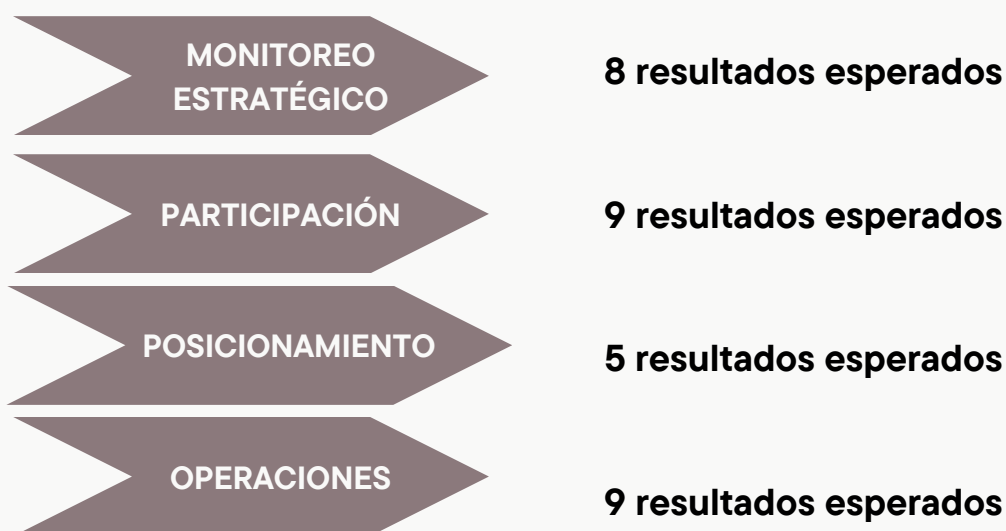 MONITOREO
ESTRATÉGICO
8 resultados esperados
PARTICIPACIÓN
9 resultados esperados
POSICIONAMIENTO
5 resultados esperados
OPERACIONES
9 resultados esperados